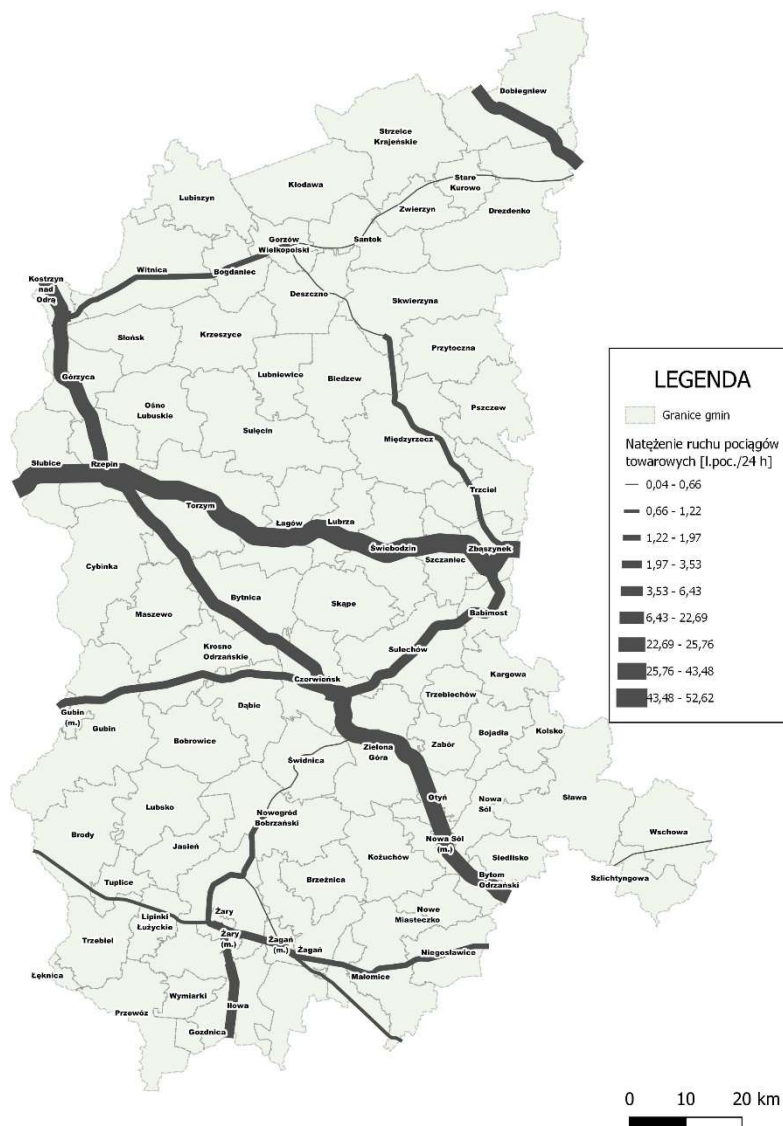 Dobiegniew
Strzelce
Krajeńskie
Stare
Kurowo
Kłodawa
Lubiszyn
Zwierzyn
Drezdenko
Gorzów
Wielkopolski
Santok
Witnica
Bogdaniec
Kostrzyn
nad
Odrą
Deszczno
Skwierzyna
Słońsk
Krzeszyce
Przytoczna
Lubniewice
Bledzew
Górzyca
Ośno
Lubuskie
Sulęcin
Pszczew
Międzyrzecz
Słubice
Rzepin
Trzciel
Torzym
Łagów
Lubrza
Świebodzin
Zbąszynek
Szczaniec
Cybinka
Bytnica
Skąpe
Maszewo
Babimost
Krosno
Odrzańskie
Sulechów
Kargowa
Czerwieńsk
Trzebiechów
Gubin
(m.)
Gubin
Dąbie
Bojadła
Kolsko
Bobrowice
Zielona
Góra
Zabór
Świdnica
Sława
Lubsko
Otyń
Nowa
Sól
Nowogród
Bobrzański
Brody
Jasień
Nowa Sól
(m.)
Wschowa
Kożuchów
Siedlisko
Tuplice
Brzeźnica
Bytom
Odrzański
Szlichtyngowa
Żary
Lipinki
Łużyckie
Nowe
Miasteczko
Żary
(m.)
Trzebiel
Żagań
(m.)
Żagań
Niegosławice
Łęknica
Małomice
Wymiarki
Iłowa
Przewóz
Gozdnica
LEGENDA
Granice gmin
Natężenie ruchu pociągów
towarowych [l.poc./24 h]
0,04 - 0,66
0,66 - 1,22
1,22 - 1,97
1,97 - 3,53
3,53 - 6,43
6,43 - 22,69
22,69 - 25,76
25,76 - 43,48
43,48 - 52,62
0 10 20 km